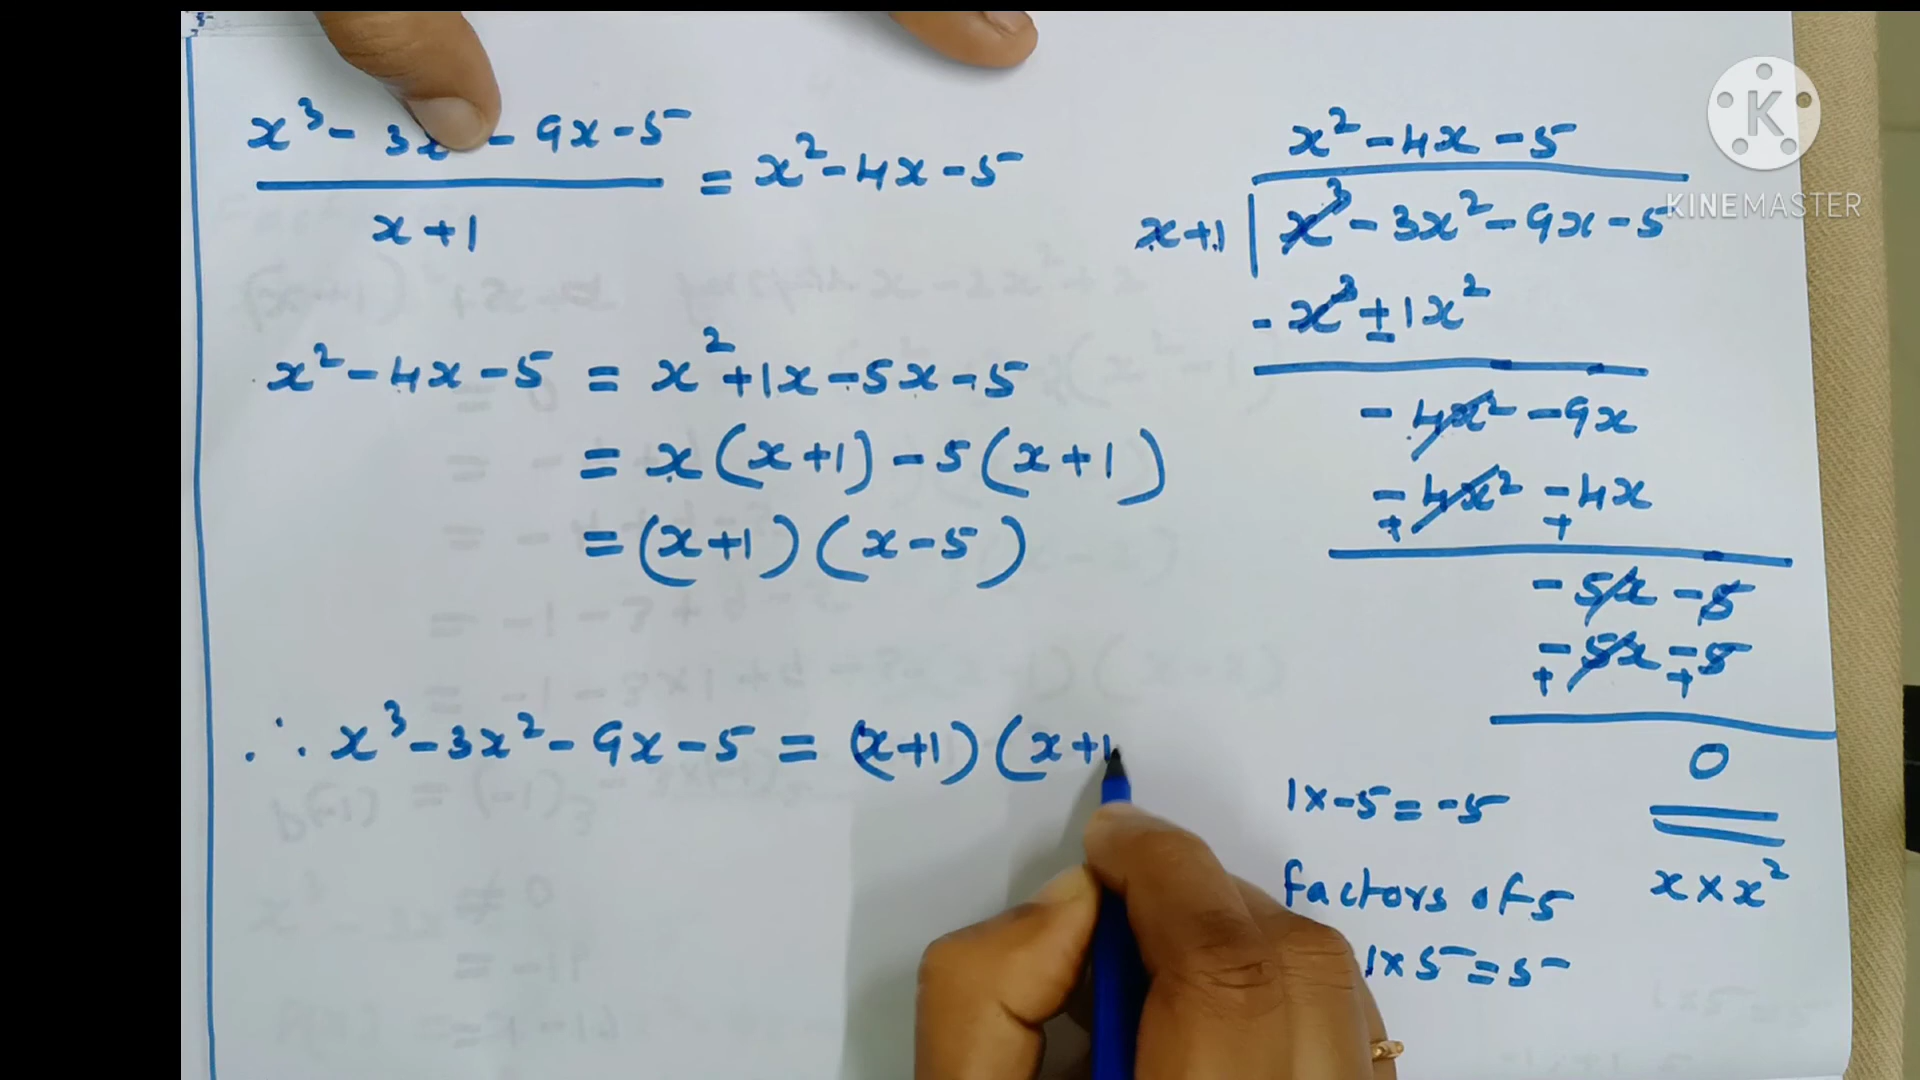 x³ - 3x - 9x - 5
x + 1
= x² - 4x - 5
x² - 4x - 5 = x² + 1x - 5x - 5
= x (x + 1) - 5 (x + 1)
= (x + 1) (x - 5)
∴ x³ - 3x² - 9x - 5 = (x + 1) (x + 1
x² - 4x - 5
x + 1 | x³ - 3x² - 9x - 5
- x³ ± 1x²
- 4x² - 9x
- 4x² - 4x
+ +
- 5x - 5
- 5x - 5
+ +
0
1 x - 5 = - 5
x × x²
factors of 5
1 × 5 = 5
K
KINEMASTER